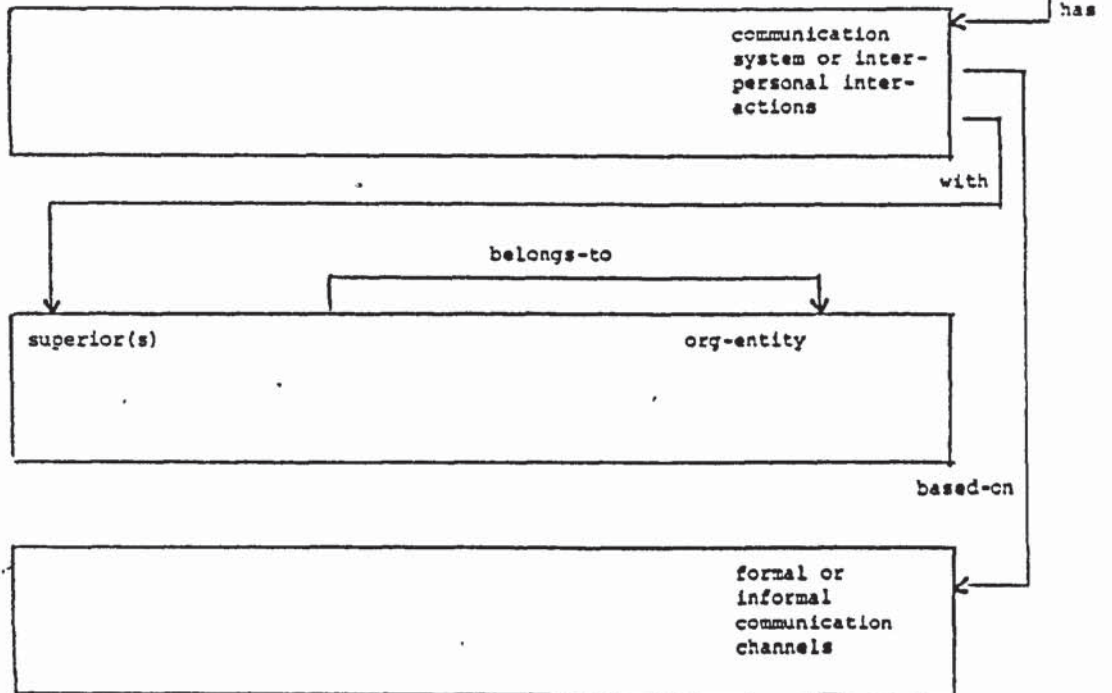 has
communication
system or inter-
personal inter-
actions
with
belongs-to
superior(s)
org-entity
based-on
formal or
informal
communication
channels